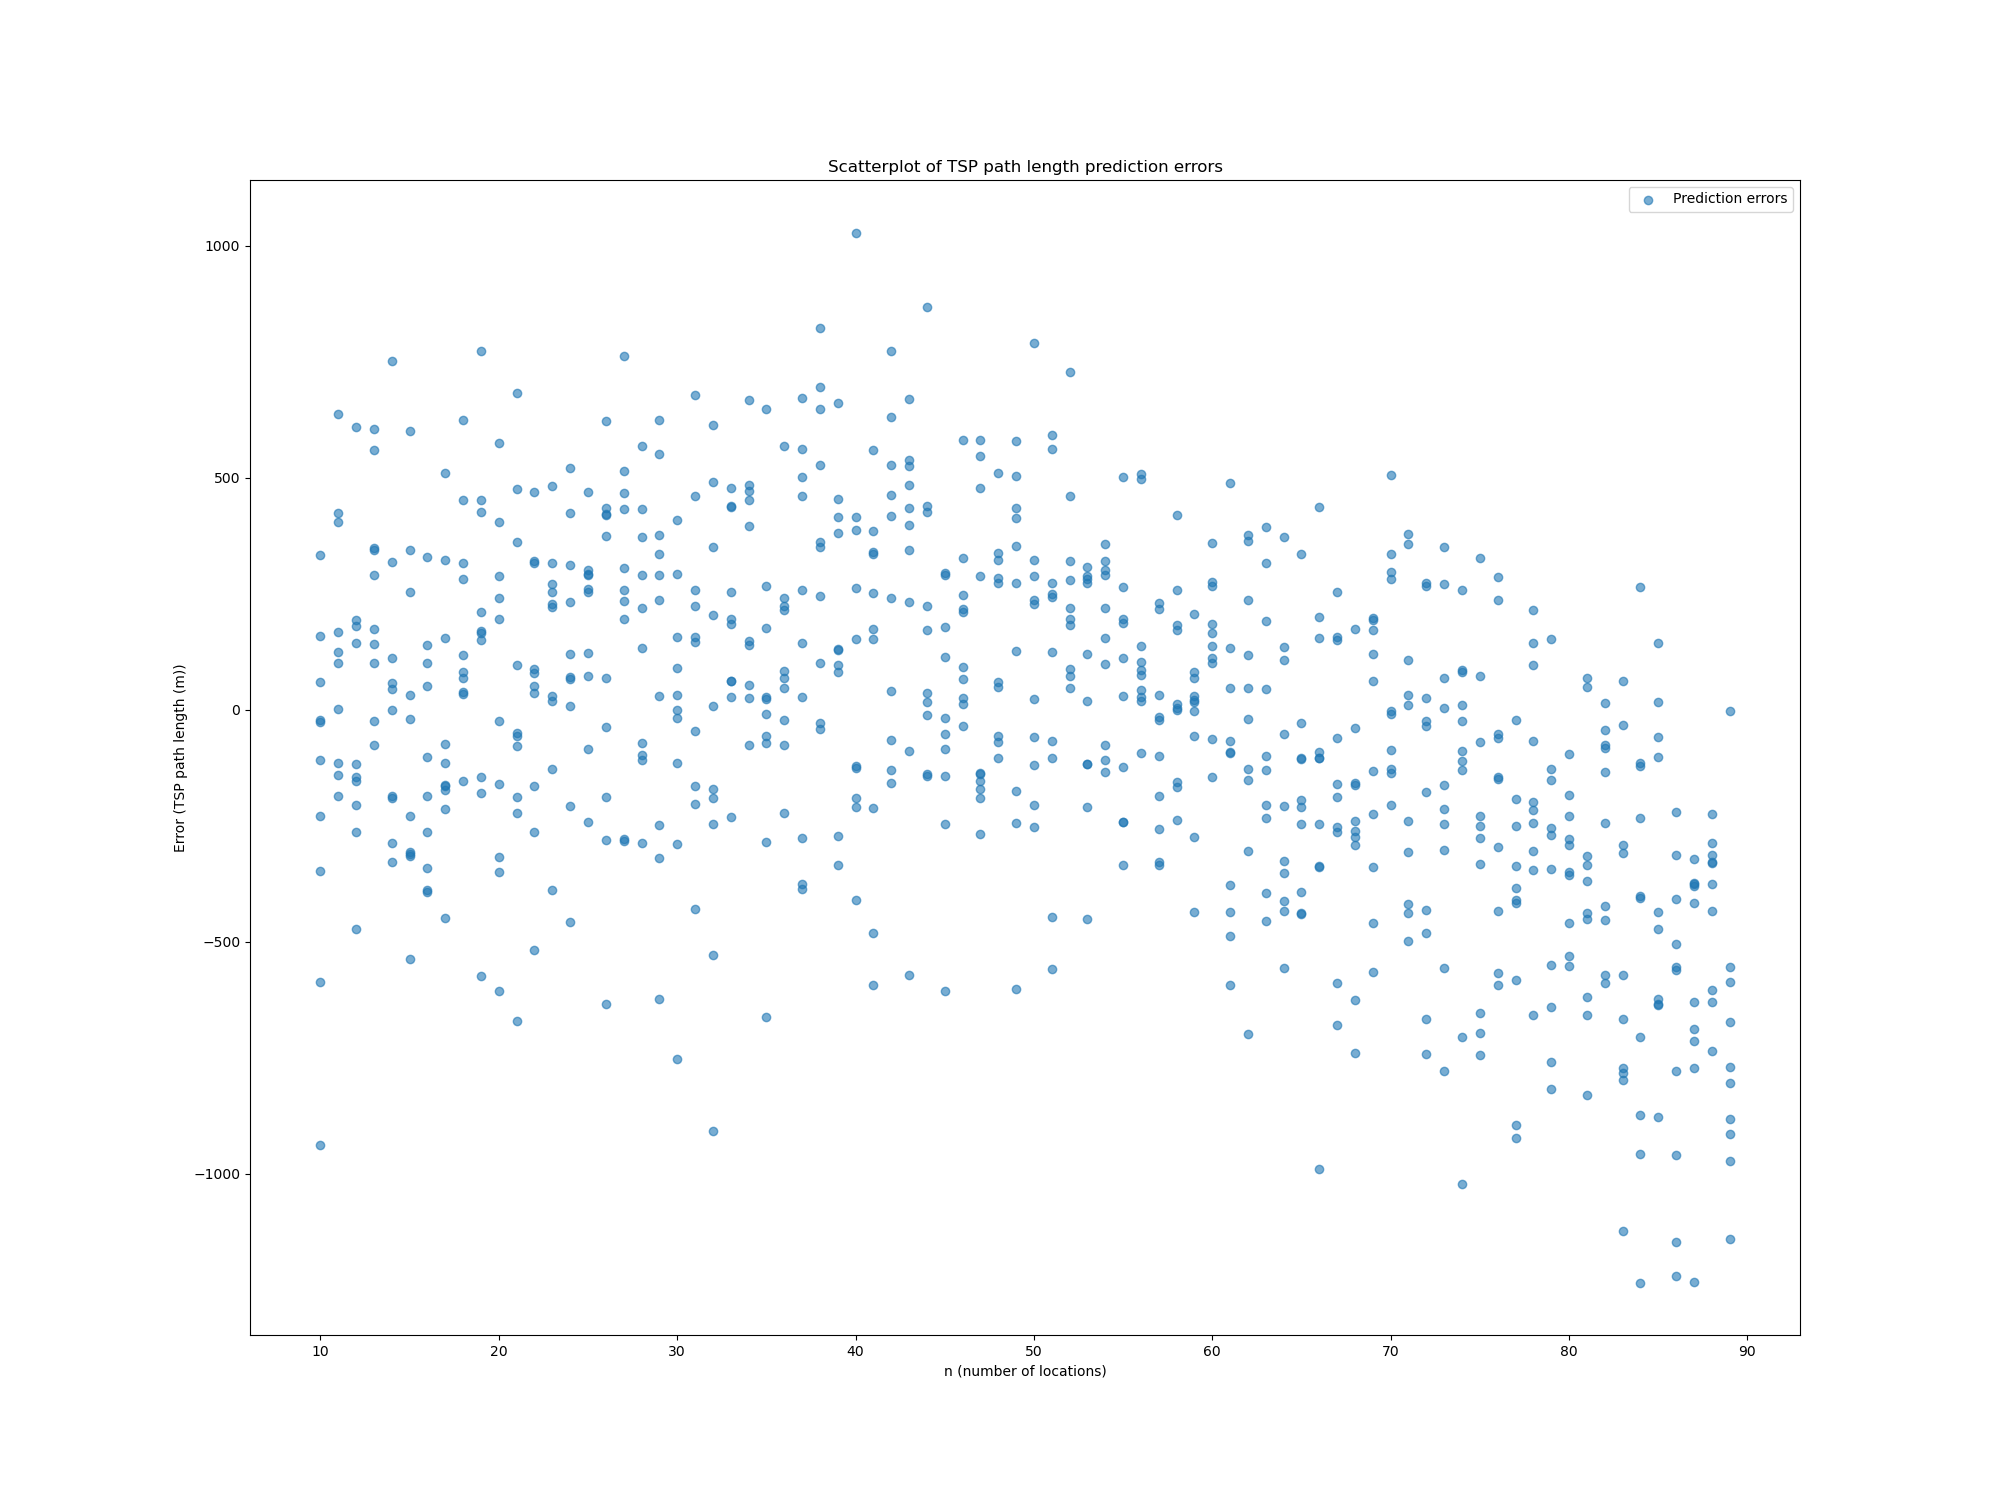 Scatterplot of TSP path length prediction errors
Prediction errors
1000
500
0
−500
−1000
Error (TSP path length (m))
10 20 30 40 50 60 70 80 90
n (number of locations)